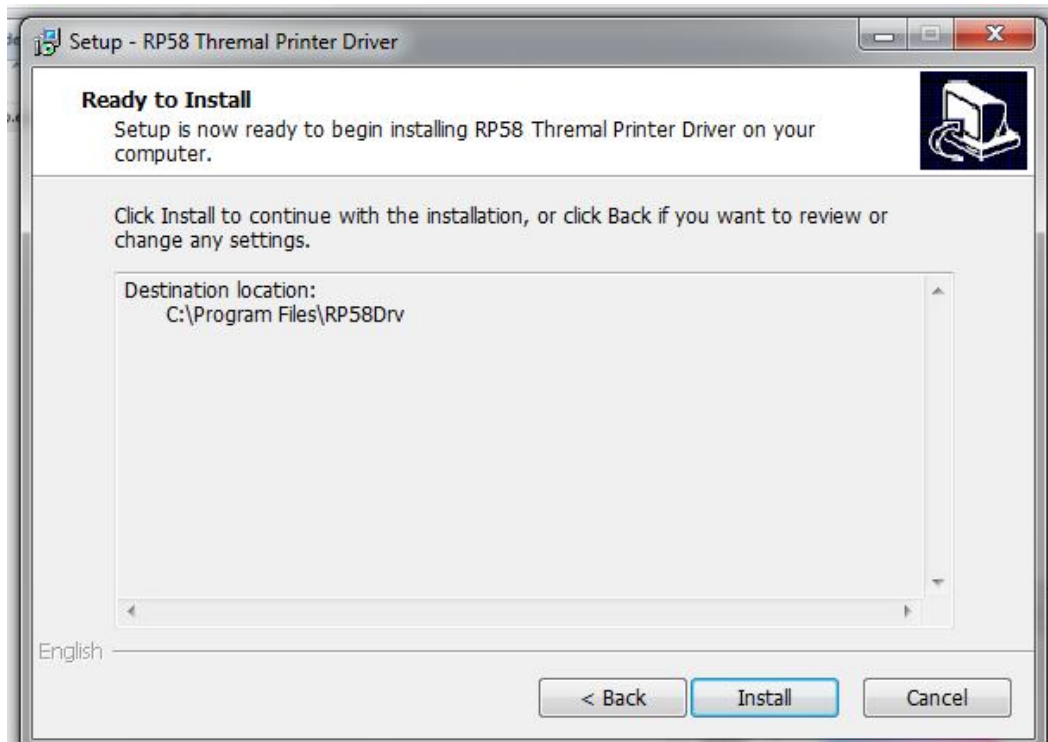 Setup - RP58 Thremal Printer Driver
Ready to Install
Setup is now ready to begin installing RP58 Thremal Printer Driver on your
computer.
Click Install to continue with the installation, or click Back if you want to review or
change any settings.
Destination location:
C:\Program Files\RP58Drv
English
< Back Install Cancel